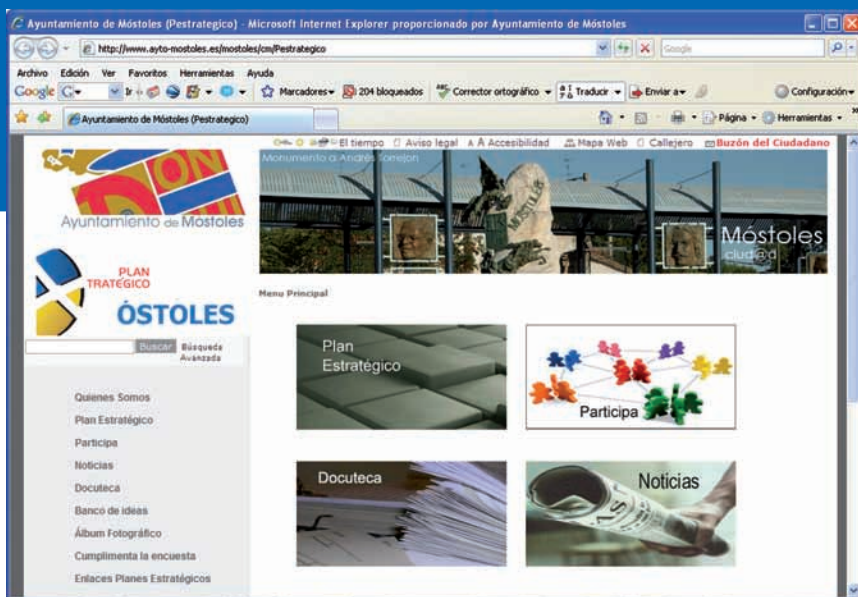 Ayuntamiento de Móstoles (Pestrategico) - Microsoft Internet Explorer proporcionado por Ayuntamiento de Móstoles
http://www.ayto-mostoles.es/mostoles/cm/Pestrategico
Google
Archivo Edición Ver Favoritos Herramientas Ayuda
Google Ir Marcadores 204 bloqueados Corrector ortográfico Traducir Enviar a Configuración
Ayuntamiento de Móstoles (Pestrategico) Página Herramientas
El tiempo Aviso legal A A Accesibilidad Mapa Web Callejero Buzón del Ciudadano
Monumento a Andrés Torrejon
MOSTOLES
Ayuntamiento de Móstoles
Móstoles
ciud@d
PLAN
TRATÉGICO
ÓSTOLES
Menu Principal
Buscar Búsqueda
Avanzada
Plan
Estratégico
Participa
Quienes Somos
Plan Estratégico
Participa
Noticias
Docuteca
Banco de ideas
Álbum Fotográfico
Cumplimenta la encuesta
Enlaces Planes Estratégicos
Docuteca
Noticias